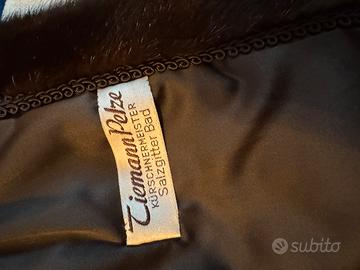 Tiemann Pelze
KÜRSCHNERMEISTER
Salzgitter Bad
subito